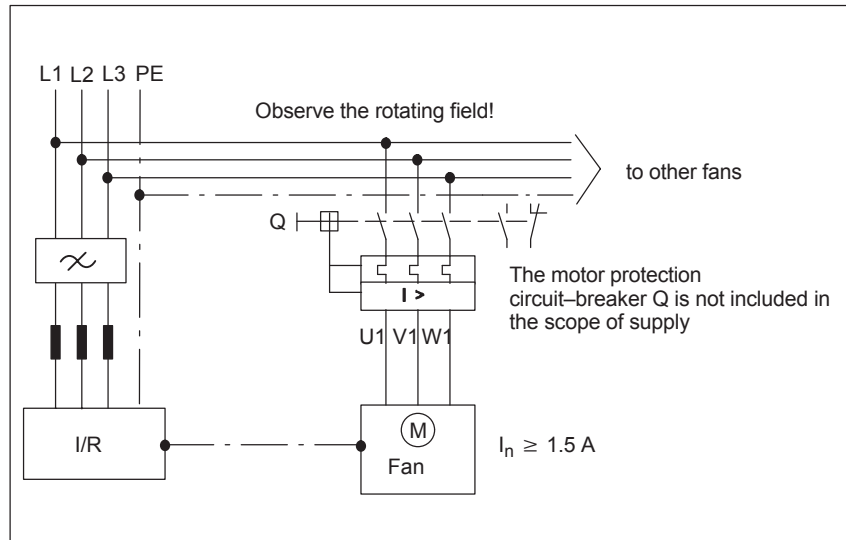 L1 L2 L3 PE
Observe the rotating field!
to other fans
Q
The motor protection
circuit–breaker Q is not included in
the scope of supply
I >
U1 V1 W1
I/R
M
Fan
In ≥ 1.5 A